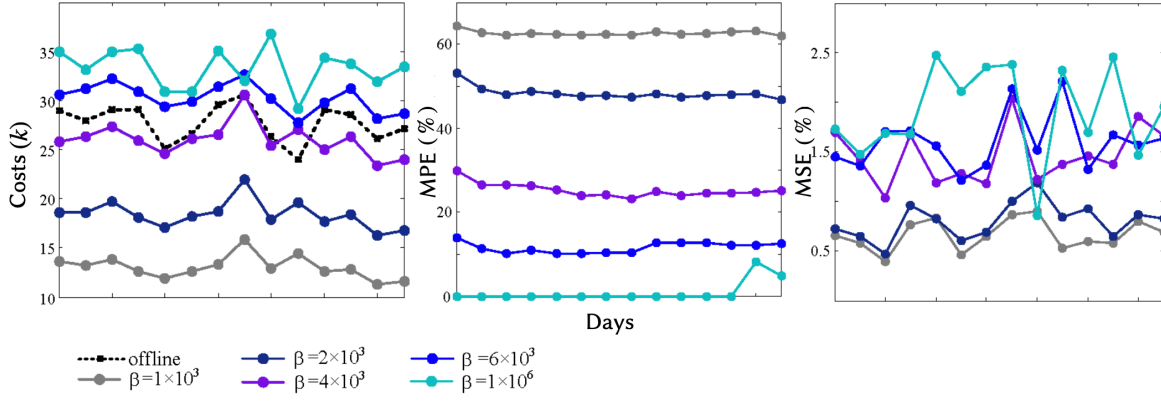 Costs (k)
35
30
25
20
15
10
MPE (%)
60
40
20
0
MSE (%)
2.5
1.5
0.5
Days
offline
β=1×10³
β=2×10³
β=4×10³
β=6×10³
β=1×10⁶